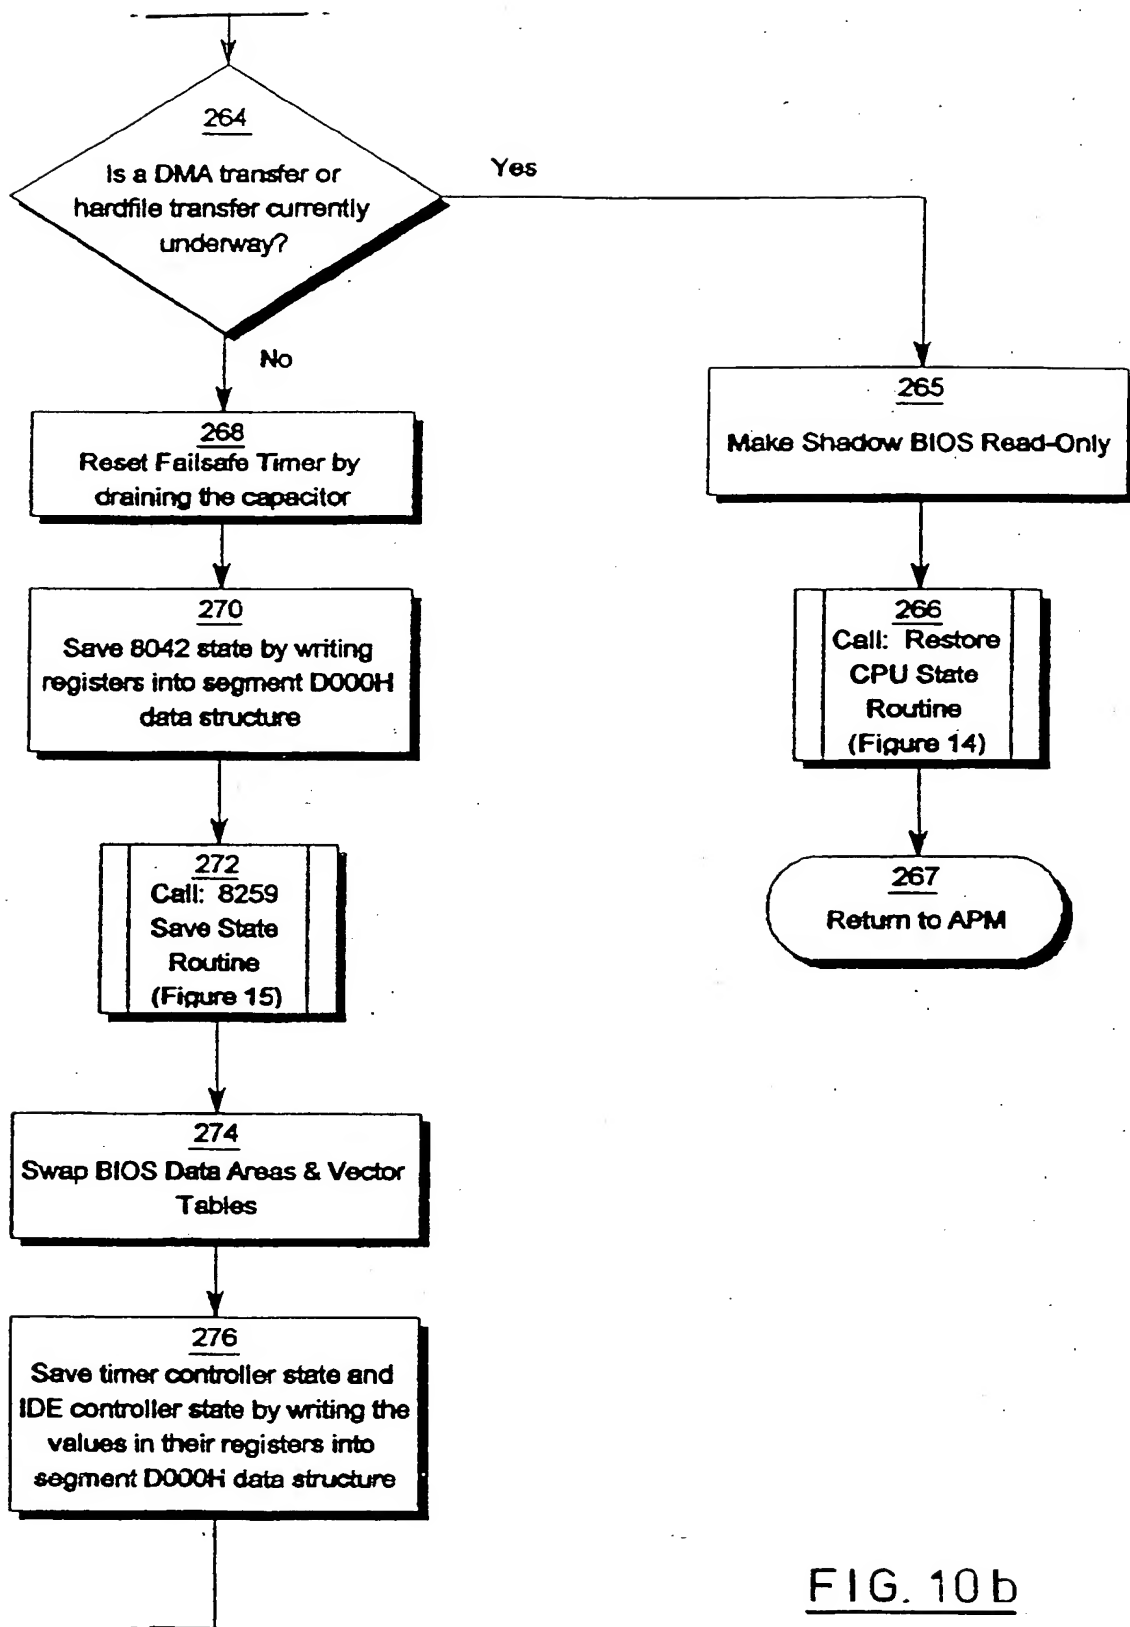 264
Is a DMA transfer or
hardfile transfer currently
underway?
Yes
No
268
Reset Failsafe Timer by
draining the capacitor
270
Save 8042 state by writing
registers into segment D000H
data structure
272
Call: 8259
Save State
Routine
(Figure 15)
274
Swap BIOS Data Areas & Vector
Tables
276
Save timer controller state and
IDE controller state by writing the
values in their registers into
segment D000H data structure
265
Make Shadow BIOS Read-Only
266
Call: Restore
CPU State
Routine
(Figure 14)
267
Return to APM
FIG. 10b